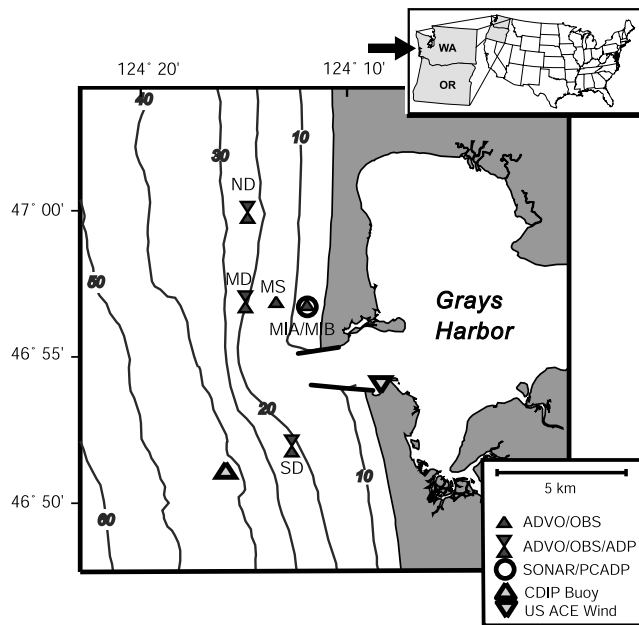 WA
OR
124° 20'
124° 10'
40
30
10
ND
47° 00'
50
MD
MS
MIA/MIB
Grays
Harbor
46° 55'
20
SD
10
46° 50'
60
5 km
ADVO/OBS
ADVO/OBS/ADP
SONAR/PCADP
CDIP Buoy
US ACE Wind